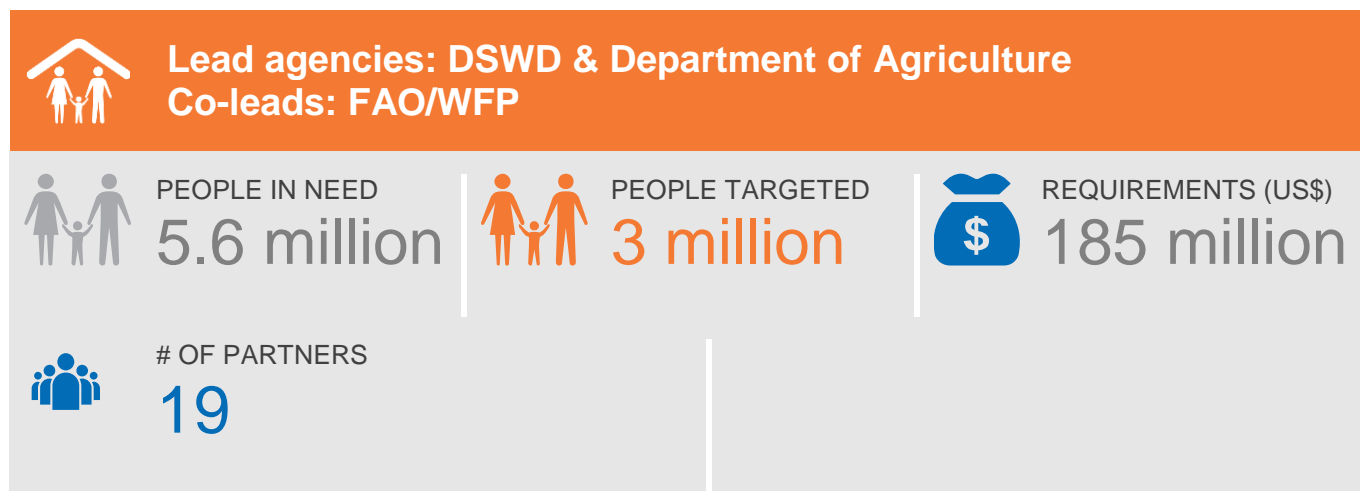 Lead agencies: DSWD & Department of Agriculture
Co-leads: FAO/WFP
PEOPLE IN NEED
5.6 million
PEOPLE TARGETED
3 million
$
REQUIREMENTS (US$)
185 million
# OF PARTNERS
19